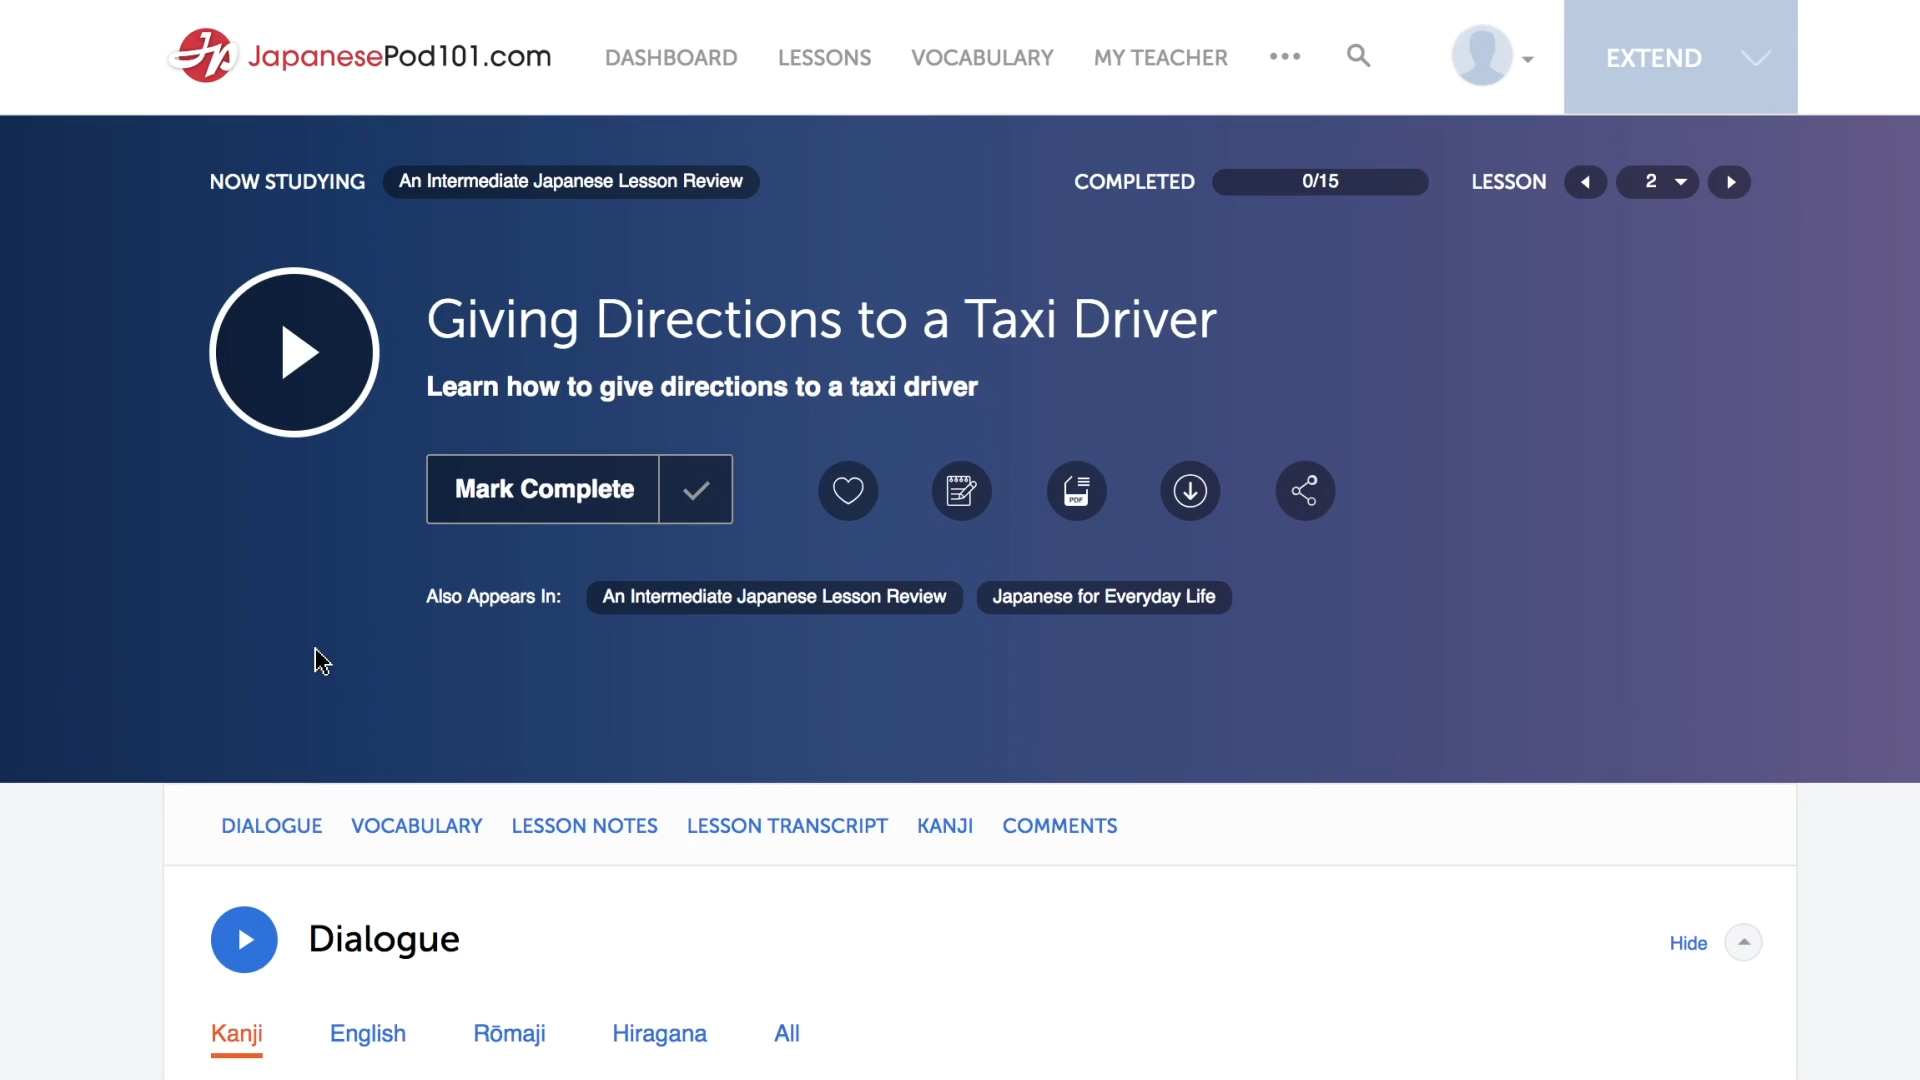 JapanesePod101.com DASHBOARD LESSONS VOCABULARY MY TEACHER ••• EXTEND
NOW STUDYING An Intermediate Japanese Lesson Review COMPLETED 0/15 LESSON 2
Giving Directions to a Taxi Driver
Learn how to give directions to a taxi driver
Mark Complete
PDF
Also Appears In: An Intermediate Japanese Lesson Review Japanese for Everyday Life
DIALOGUE VOCABULARY LESSON NOTES LESSON TRANSCRIPT KANJI COMMENTS
Dialogue Hide
Kanji English Rōmaji Hiragana All